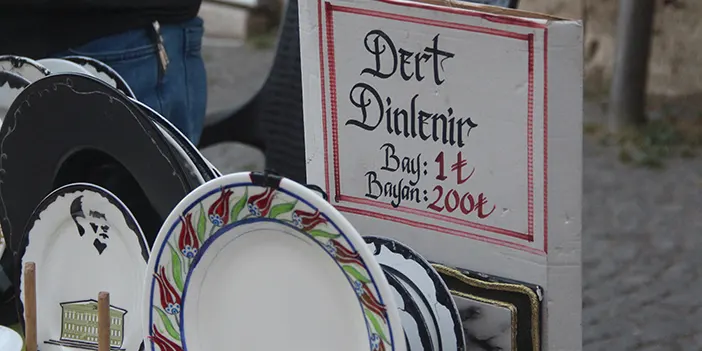 Dert
Dinlenir
Bay: 1₺
Bayan: 200₺